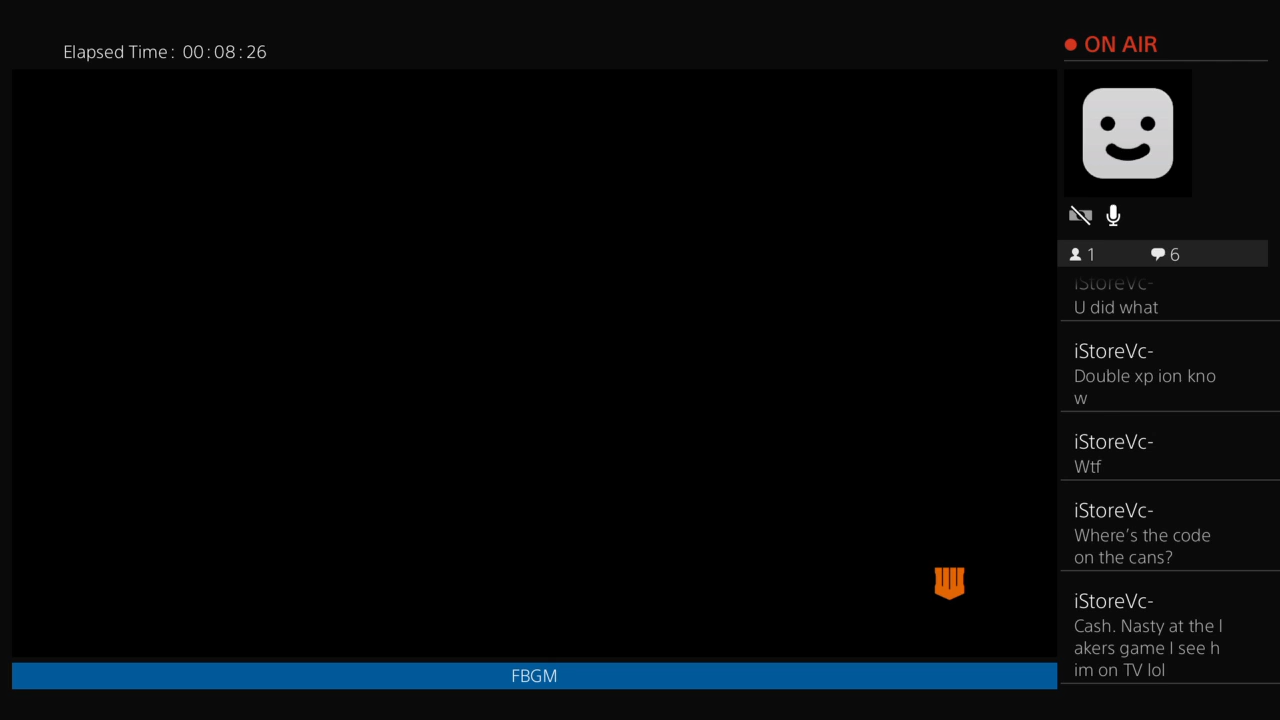 Elapsed Time: 00:08:26
ON AIR
1
6
iStoreVc-
U did what
iStoreVc-
Double xp ion kno
w
iStoreVc-
Wtf
iStoreVc-
Where's the code
on the cans?
iStoreVc-
Cash. Nasty at the l
akers game I see h
im on TV lol
FBGM